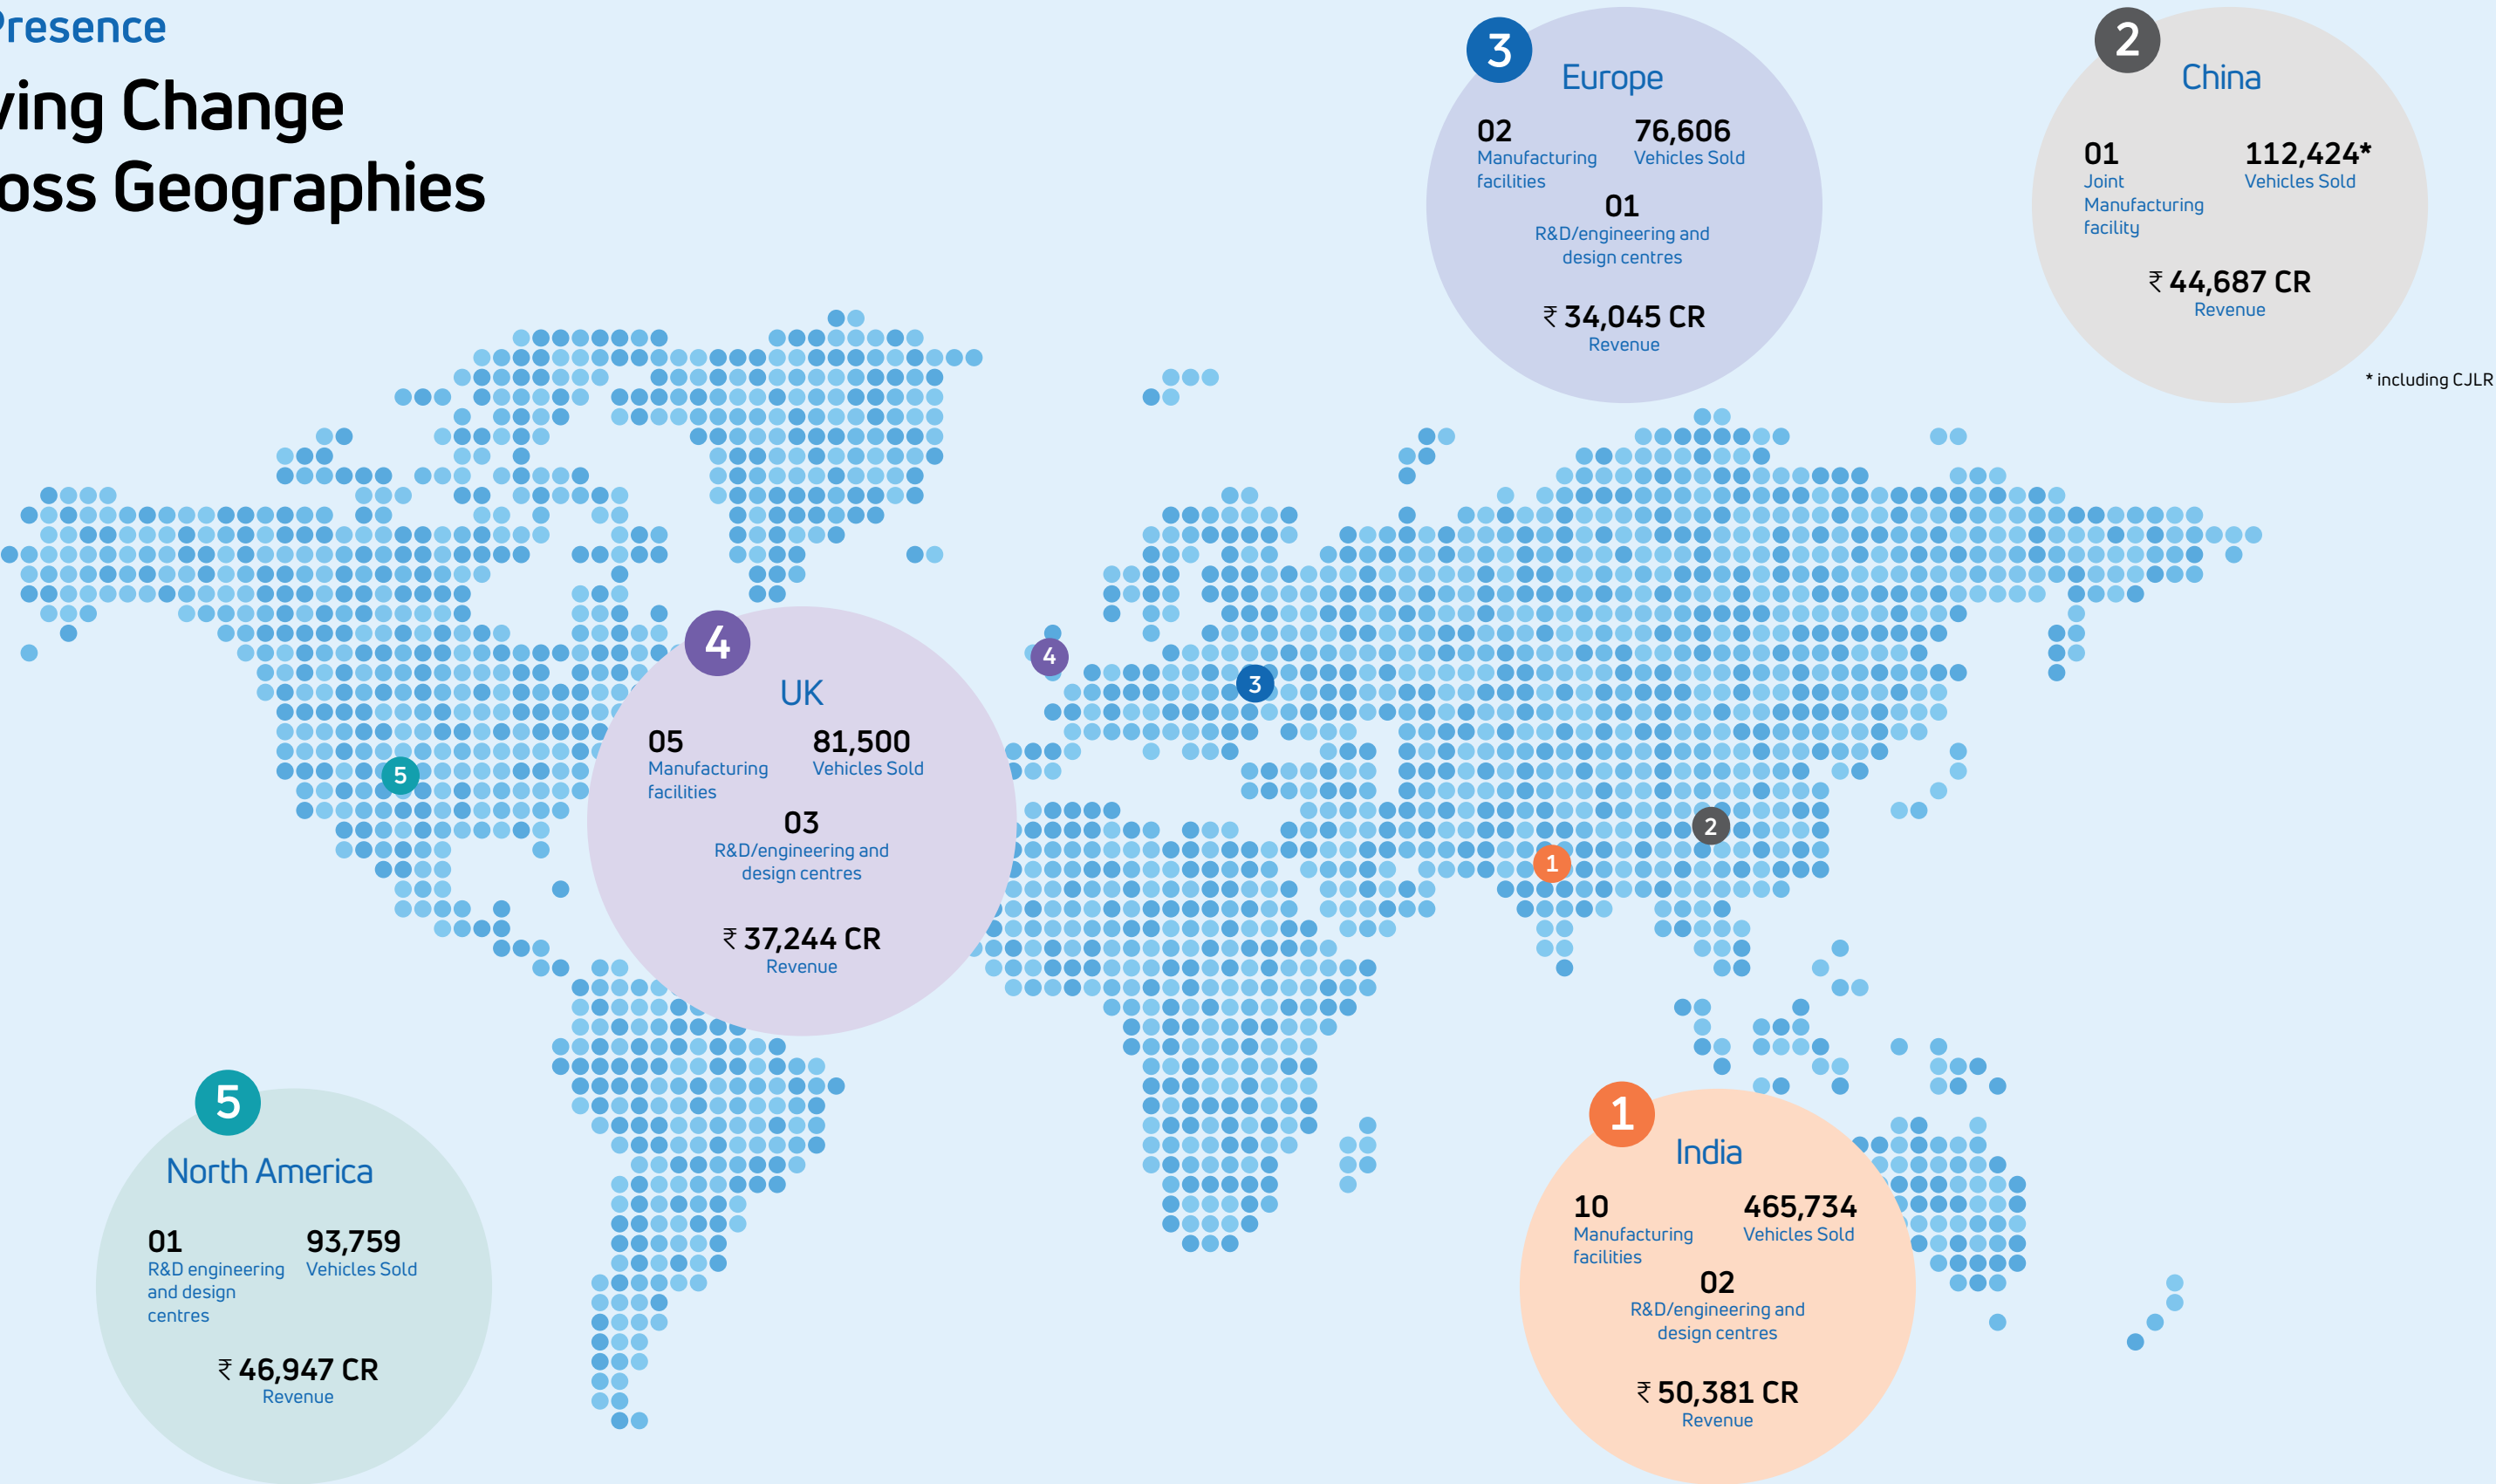 Presence
ving Change
oss Geographies
3
Europe
02
Manufacturing
facilities
76,606
Vehicles Sold
01
R&D/engineering and
design centres
₹ 34,045 CR
Revenue
2
China
01
Joint
Manufacturing
facility
112,424*
Vehicles Sold
₹ 44,687 CR
Revenue
* including CJLR
4
UK
05
Manufacturing
facilities
81,500
Vehicles Sold
03
R&D/engineering and
design centres
₹ 37,244 CR
Revenue
4
3
5
2
1
5
North America
01
R&D engineering
and design
centres
93,759
Vehicles Sold
₹ 46,947 CR
Revenue
1
India
10
Manufacturing
facilities
465,734
Vehicles Sold
02
R&D/engineering and
design centres
₹ 50,381 CR
Revenue